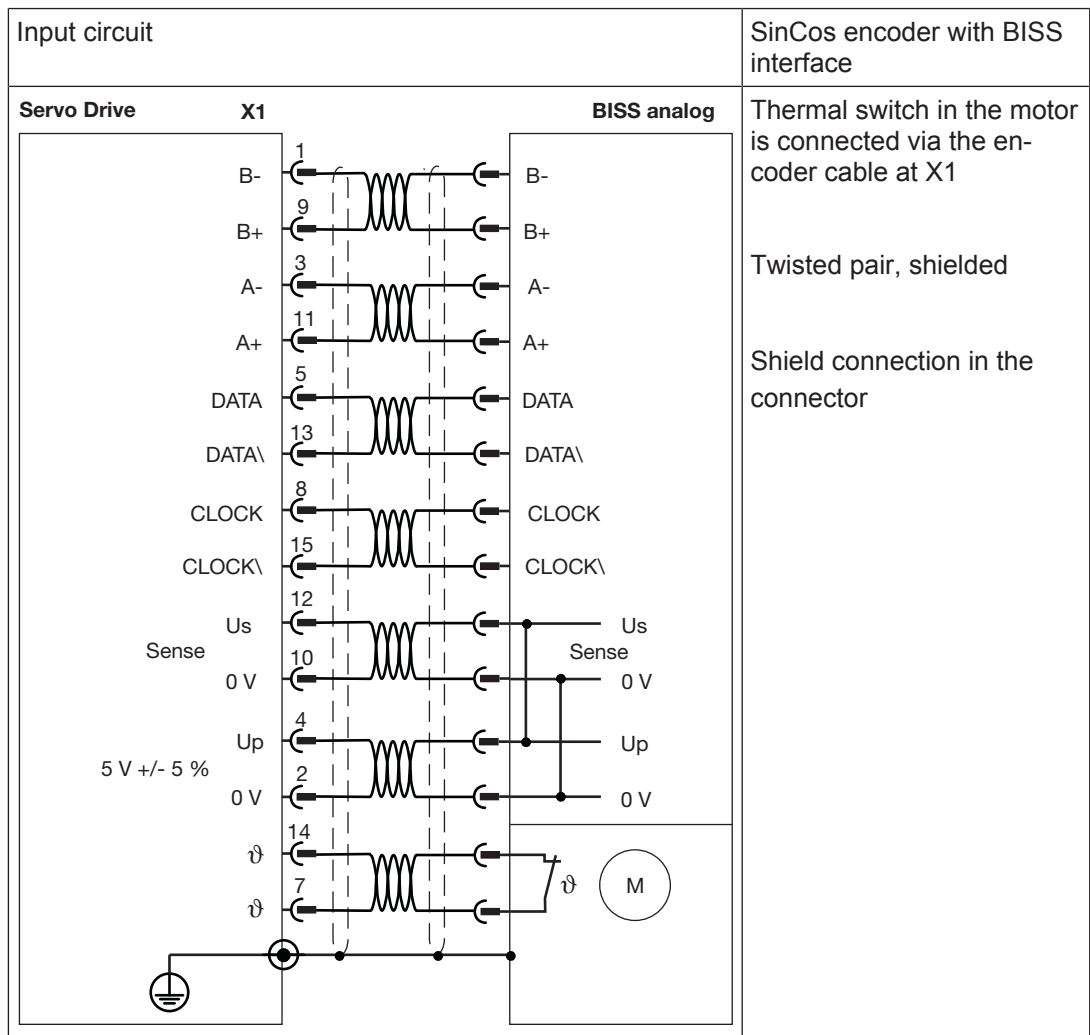 Input circuit
SinCos encoder with BISS
interface
Servo Drive X1 BISS analog
Thermal switch in the motor
is connected via the en-
coder cable at X1
Twisted pair, shielded
Shield connection in the
connector
B- 1 B-
B+ 9 B+
A- 3 A-
A+ 11 A+
DATA 5 DATA
DATA\ 13 DATA\
CLOCK 8 CLOCK
CLOCK\ 15 CLOCK\
Us 12 Us
Sense Sense
0 V 10 0 V
Up 4 Up
5 V +/- 5 %
0 V 2 0 V
ϑ 14
ϑ M
ϑ 7